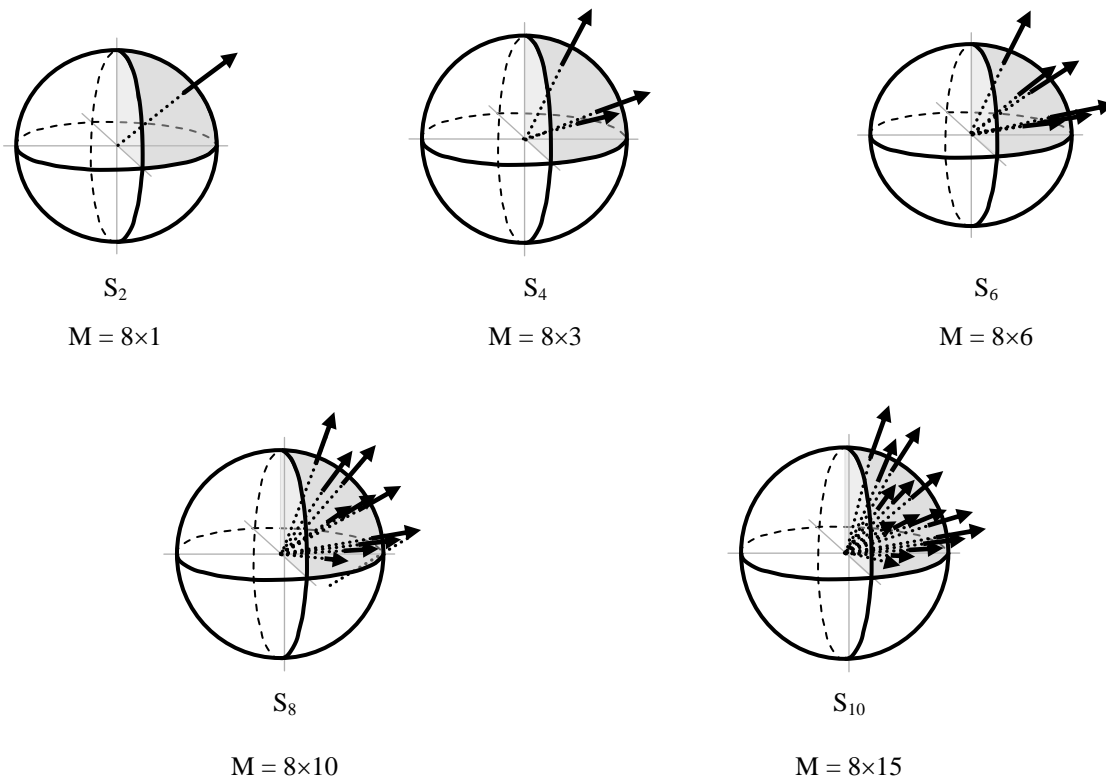 S₂
M = 8×1
S₄
M = 8×3
S₆
M = 8×6
S₈
M = 8×10
S₁₀
M = 8×15